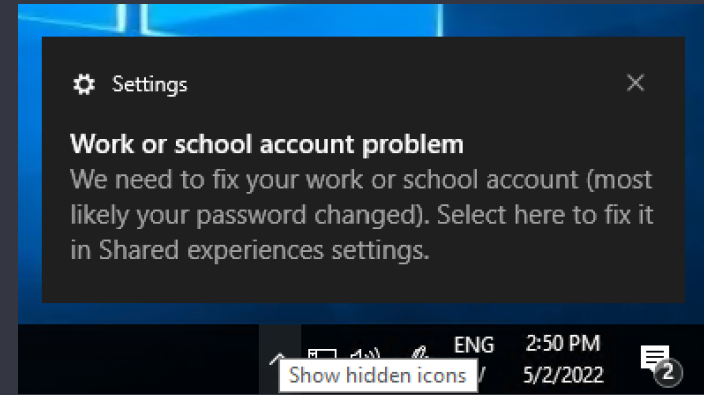 Settings
Work or school account problem
We need to fix your work or school account (most
likely your password changed). Select here to fix it
in Shared experiences settings.
ENG
2:50 PM
Show hidden icons
5/2/2022
2